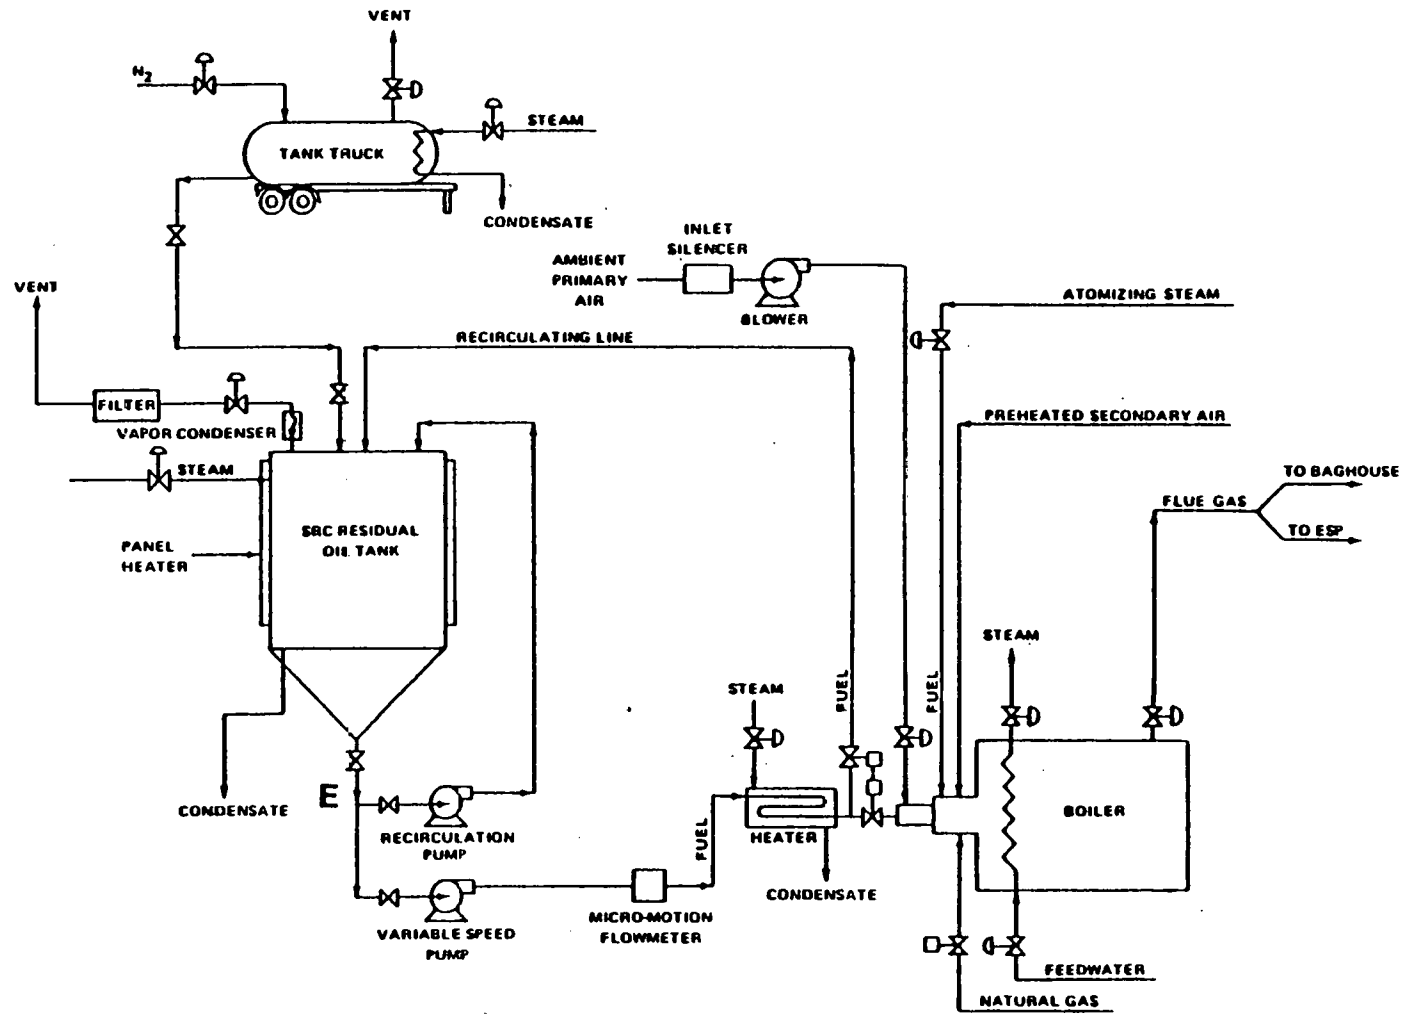 VENT
N2
STEAM
TANK TRUCK
CONDENSATE
INLET
SILENCER
AMBIENT
PRIMARY
AIR
BLOWER
VENT
ATOMIZING STEAM
RECIRCULATING LINE
FILTER
VAPOR CONDENSER
PREHEATED SECONDARY AIR
STEAM
TO BAGHOUSE
FLUE GAS
TO ESP
SRC RESIDUAL
OIL TANK
PANEL
HEATER
STEAM
STEAM
FUEL
FUEL
CONDENSATE
RECIRCULATION
PUMP
FUEL
HEATER
BOILER
CONDENSATE
MICRO-MOTION
FLOWMETER
VARIABLE SPEED
PUMP
FEEDWATER
NATURAL GAS